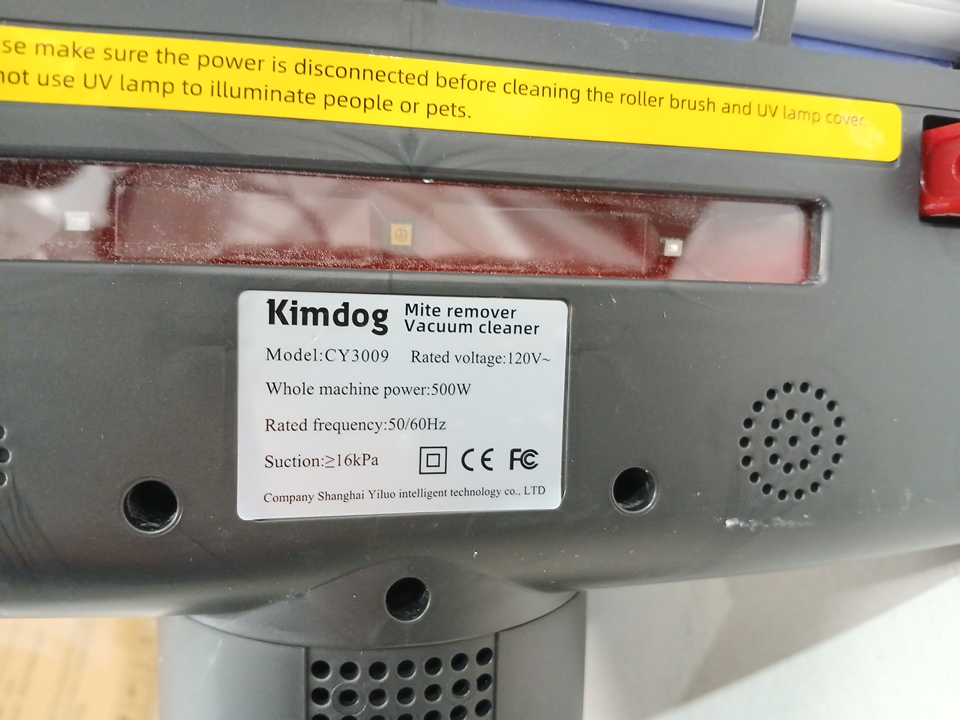 se make sure the power is disconnected before cleaning the roller brush and UV lamp cover.
not use UV lamp to illuminate people or pets.
Kimdog
Mite remover
Vacuum cleaner
Model:CY3009 Rated voltage:120V~
Whole machine power:500W
Rated frequency:50/60Hz
Suction:≥16kPa CE FC
Company Shanghai Yiluo intelligent technology co., LTD